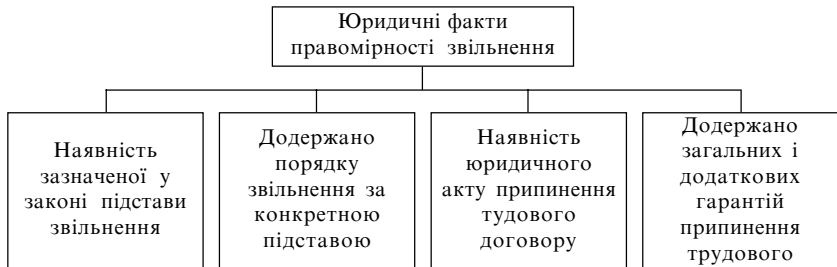 Юридичні факти
правомірності звільнення
Наявність
зазначеної у
законі підстави
звільнення
Додержано
порядку
звільнення за
конкретною
підставою
Наявність
юридичного
акту припинення
тудового
договору
Додержано
загальних і
додаткових
гарантій
припинення
трудового